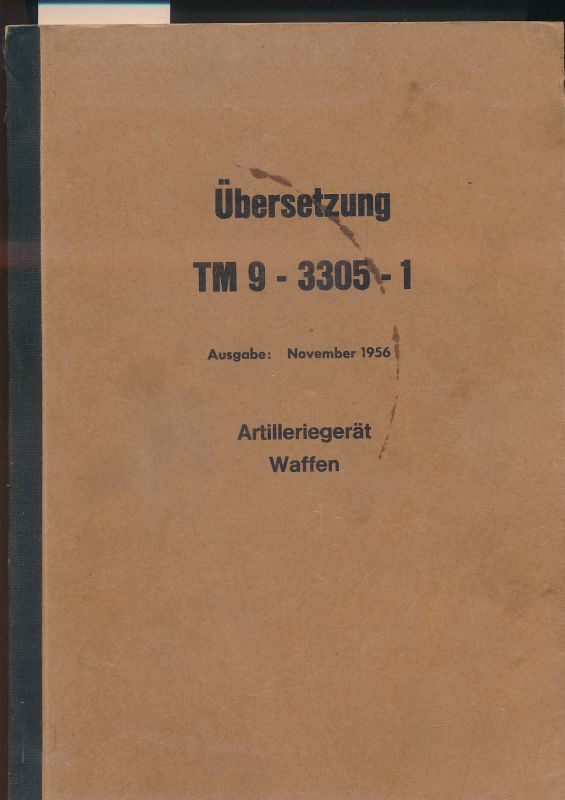 Übersetzung
TM 9 - 3305 - 1
Ausgabe: November 1956
Artilleriegerät
Waffen